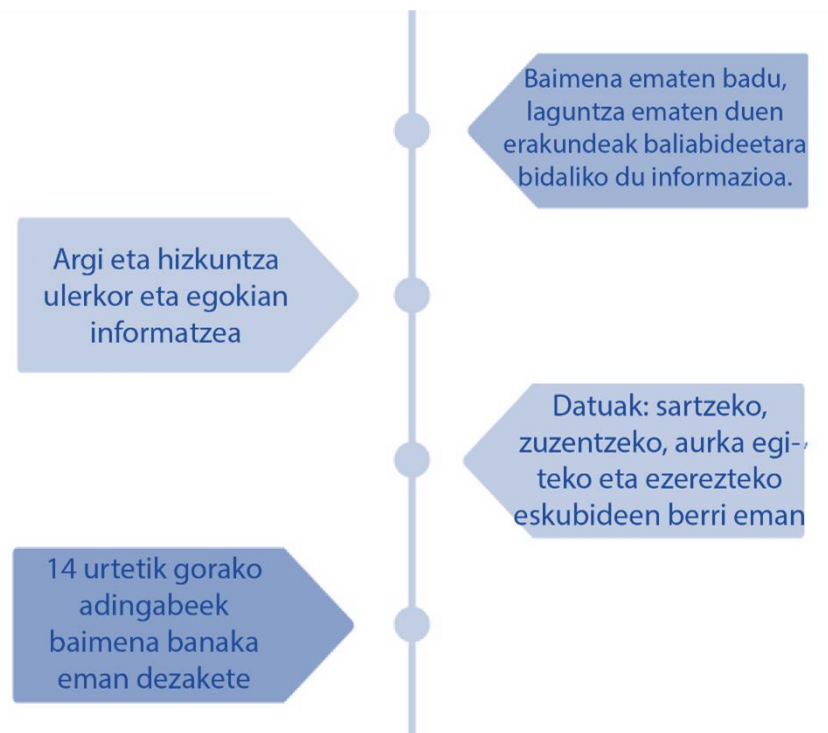 Baimena ematen badu,
laguntza ematen duen
erakundeak baliabideetara
bidaliko du informazioa.
Argi eta hizkuntza
ulerkor eta egokian
informatzea
Datuak: sartzeko,
zuzentzeko, aurka egi-,
teko eta ezerezteko
eskubideen berri eman
14 urtetik gorako
adingabeek
baimena banaka
eman dezakete